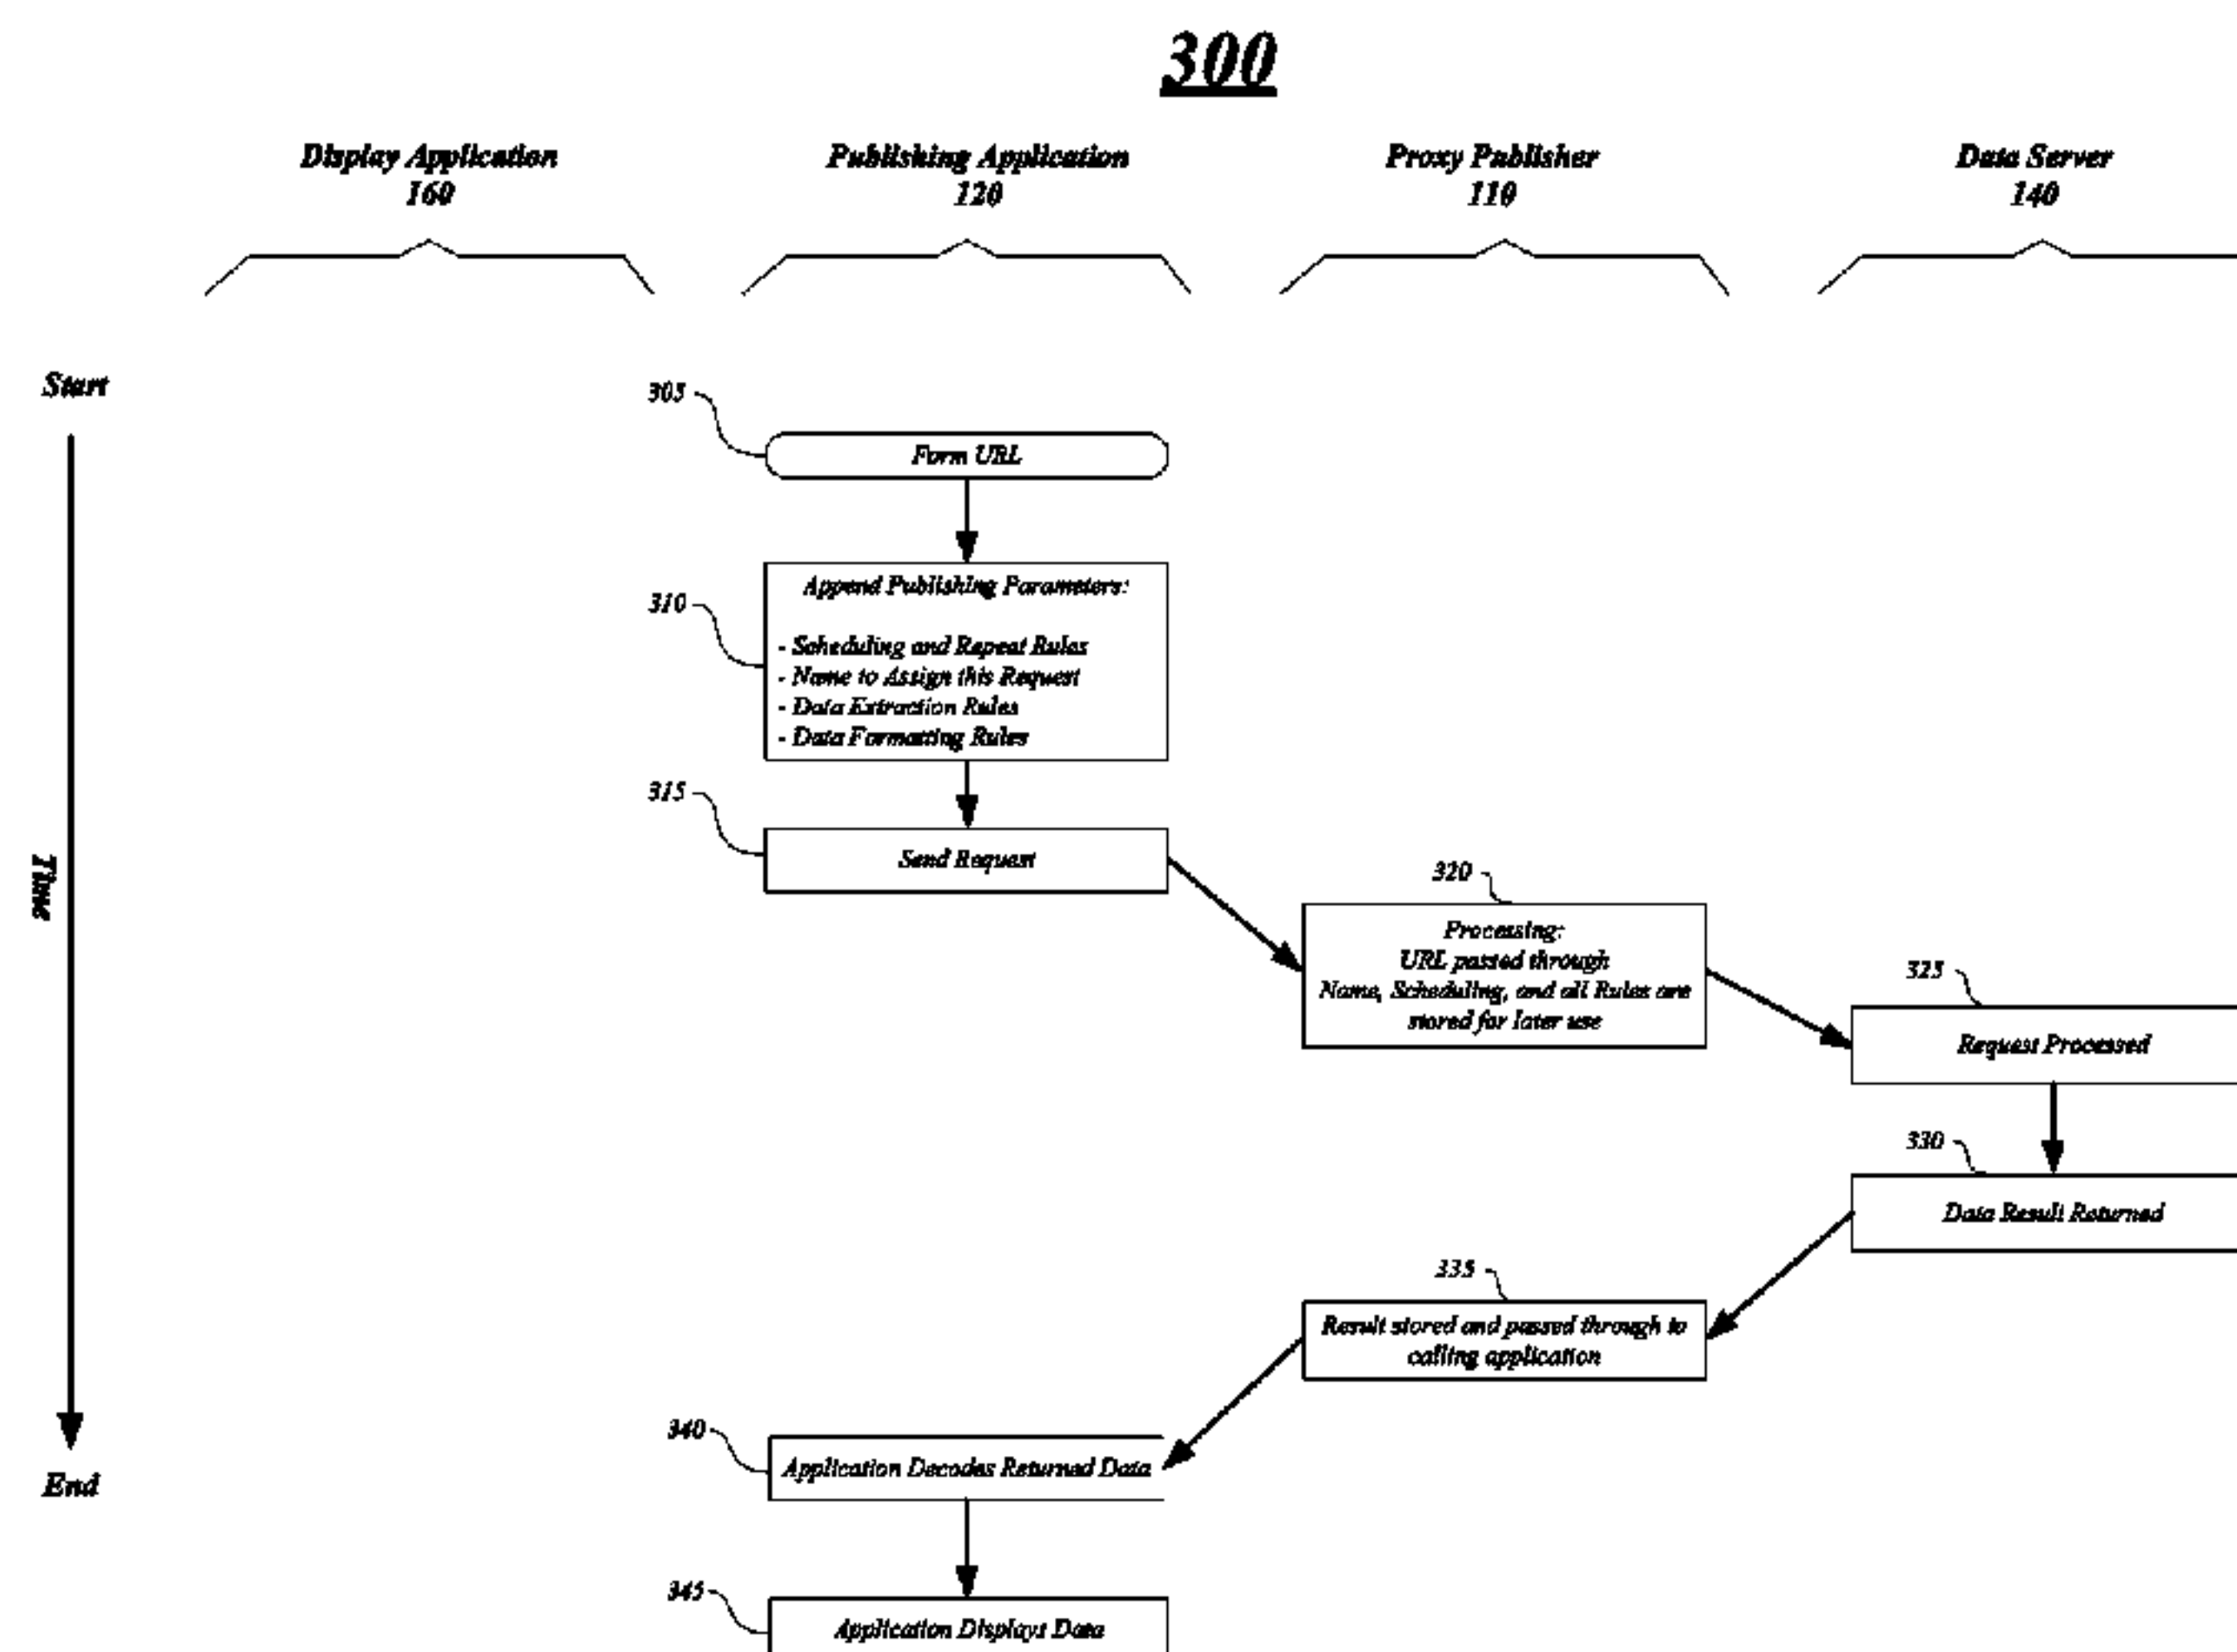 300
Display Application
160
Publishing Application
120
Proxy Publisher
110
Data Server
140
Start
305
Form URL
310
Append Publishing Parameters:
- Scheduling and Repeat Rules
- Name to Assign this Request
- Data Extraction Rules
- Data Formatting Rules
315
Send Request
Time
320
Processing:
URL passed through
Name, Scheduling, and all Rules are
stored for later use
325
Request Processed
330
Data Result Returned
335
Result stored and passed through to
calling application
340
Application Decodes Returned Data
End
345
Application Displays Data